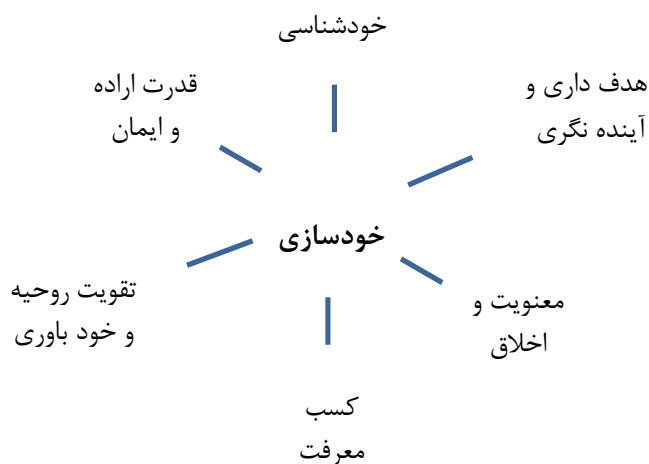 خودشناسی
هدف داری و
آینده نگری
قدرت اراده
و ایمان
خودسازی
معنویت و
اخلاق
تقویت روحیه
و خود باوری
کسب
معرفت